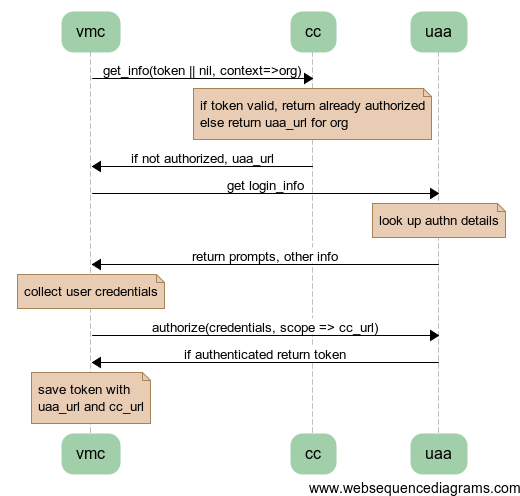 vmc cc uaa
get_info(token || nil, context=>org)
if token valid, return already authorized
else return uaa_url for org
if not authorized, uaa_url
get login_info
look up authn details
return prompts, other info
collect user credentials
authorize(credentials, scope => cc_url)
if authenticated return token
save token with
uaa_url and cc_url
vmc cc uaa
www.websequencediagrams.com